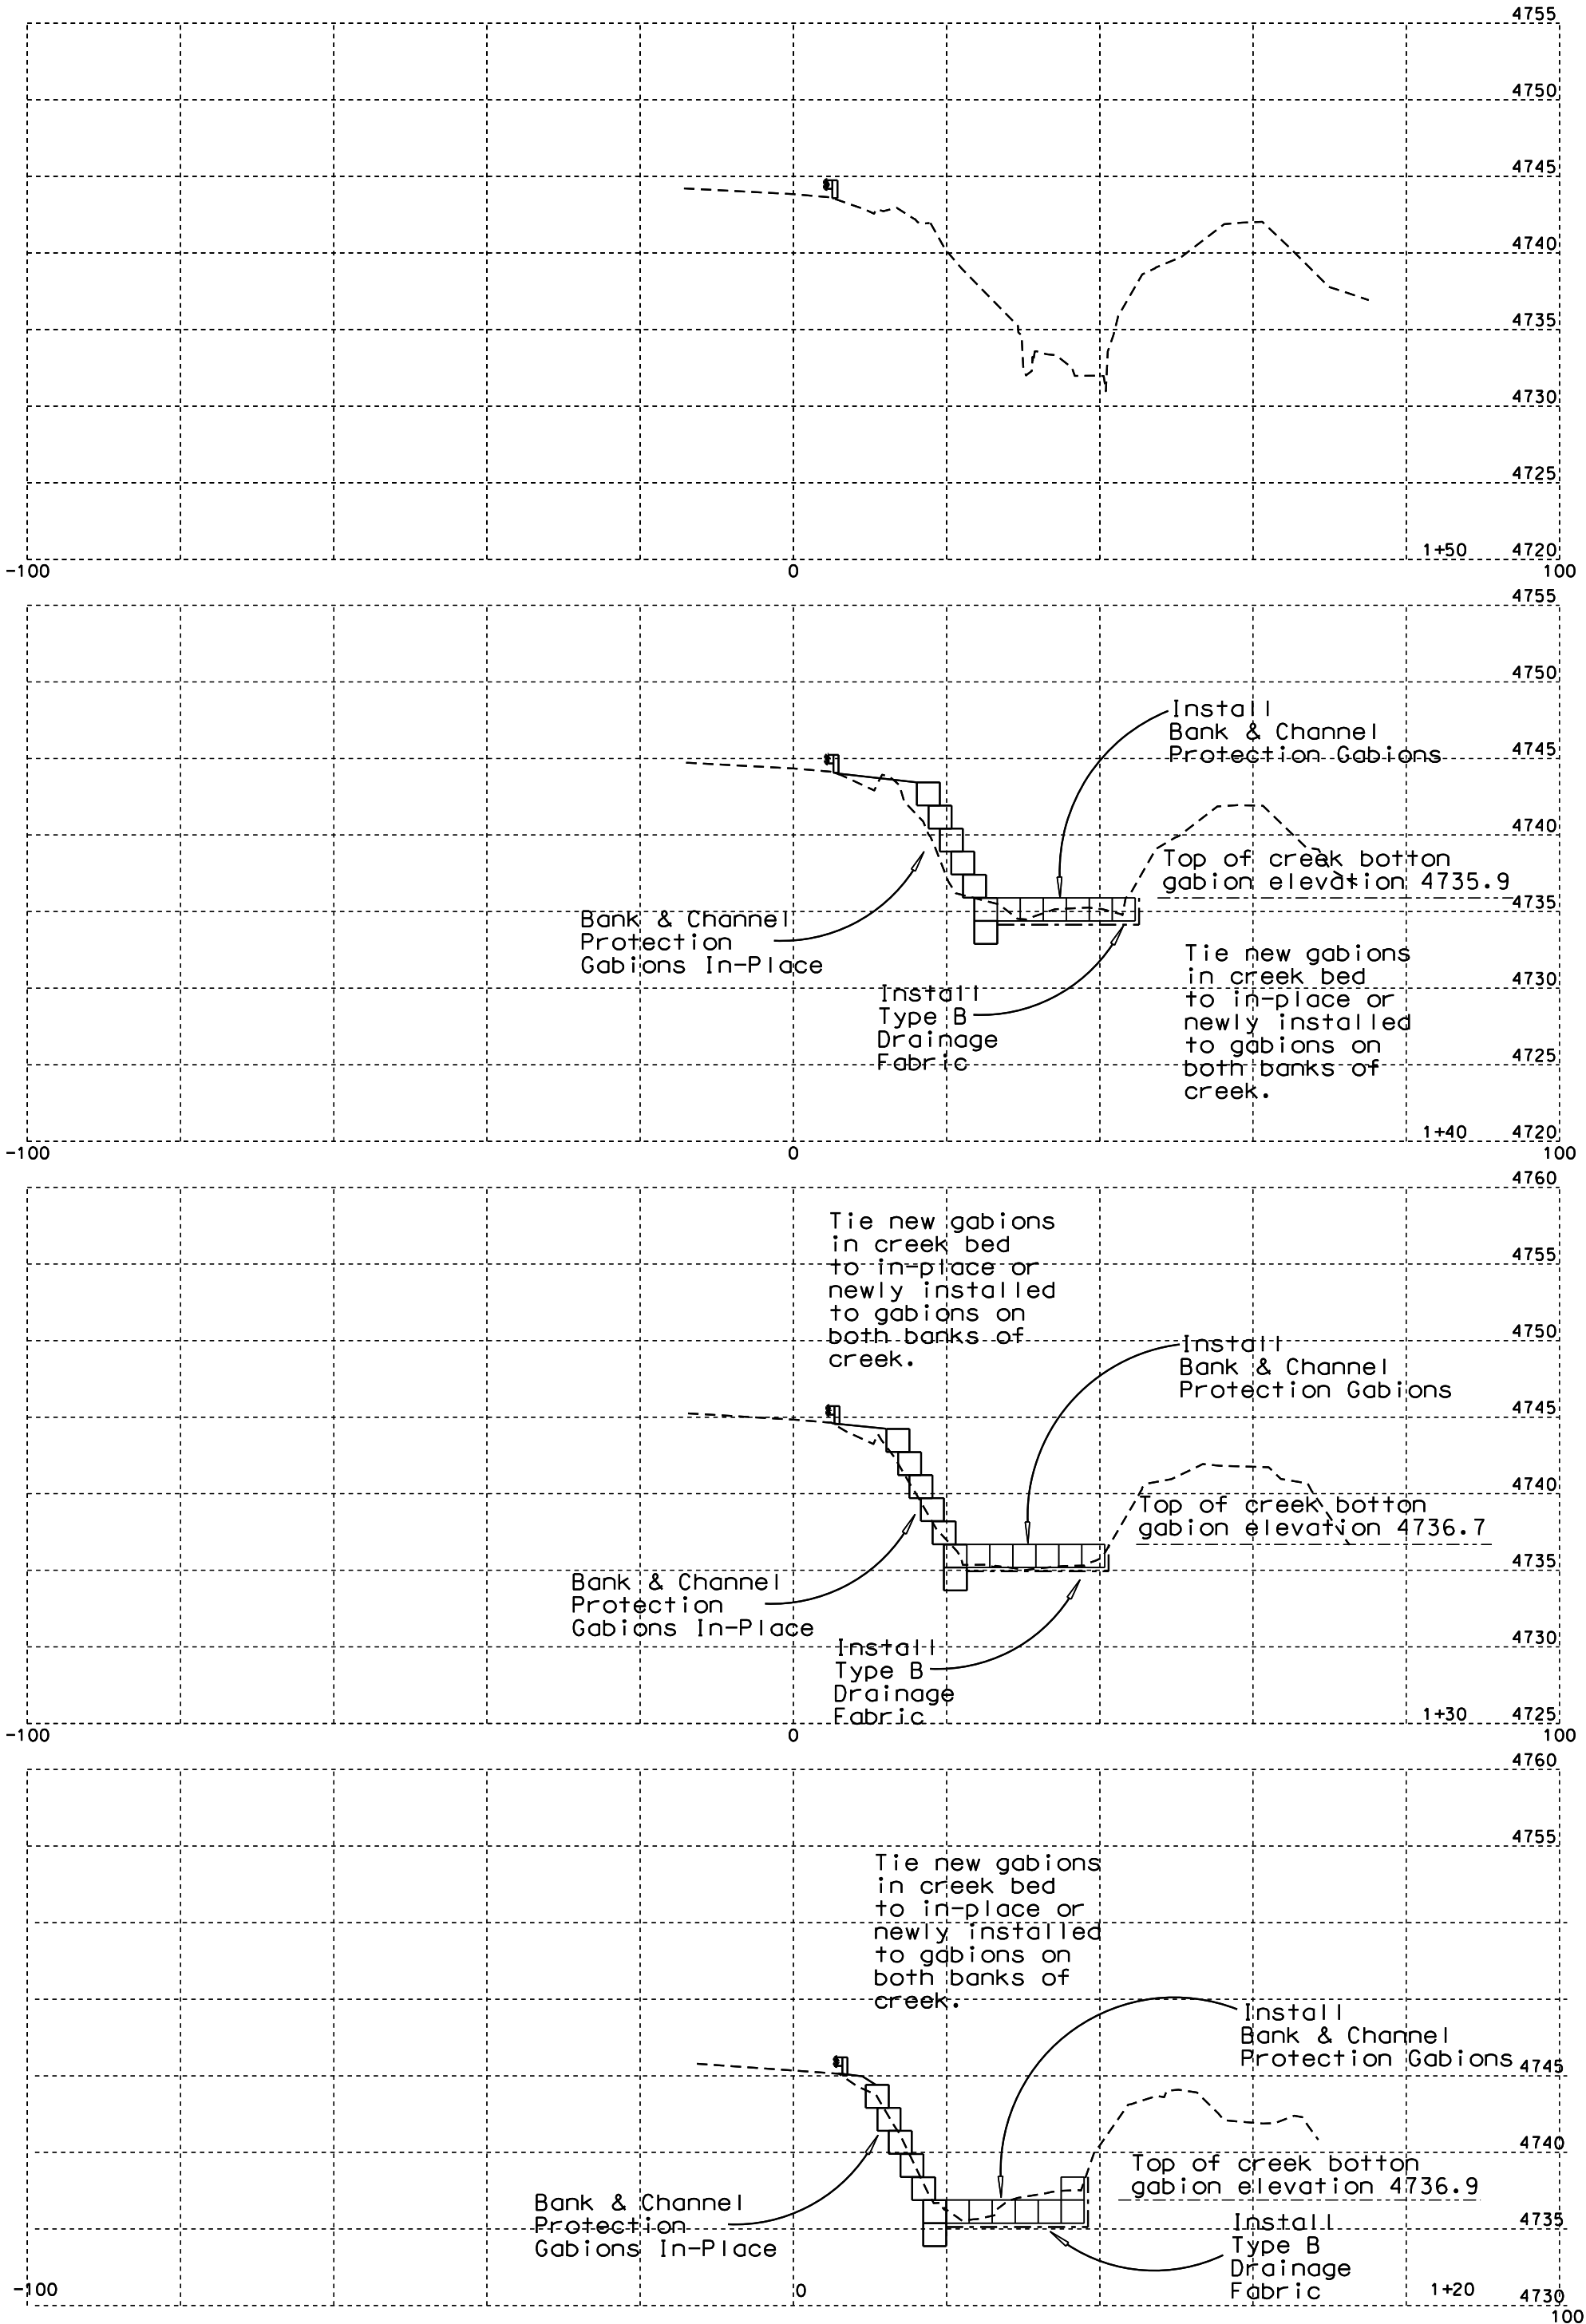 4755
4750
4745
4740
4735
4730
4725
1+50 4720
-100 0 100
4755
4750
Install
Bank & Channel
Protection Gabions
4745
4740
Top of creek botton
gabion elevation 4735.9
4735
Bank & Channel
Protection
Gabions In-Place
Tie new gabions
in creek bed
to in-place or
newly installed
to gabions on
both banks of
creek.
4730
Install
Type B
Drainage
Fabric
4725
1+40 4720
-100 0 100
4760
Tie new gabions
in creek bed
to in-place or
newly installed
to gabions on
both banks of
creek.
4755
4750
Install
Bank & Channel
Protection Gabions
4745
4740
Top of creek botton
gabion elevation 4736.7
4735
Bank & Channel
Protection
Gabions In-Place
4730
Install
Type B
Drainage
Fabric
1+30 4725
-100 0 100
4760
4755
Tie new gabions
in creek bed
to in-place or
newly installed
to gabions on
both banks of
creek.
Install
Bank & Channel
Protection Gabions
4745
4740
Top of creek botton
gabion elevation 4736.9
Bank & Channel
Protection
Gabions In-Place
4735
Install
Type B
Drainage
Fabric
-100 0 1+20 4730
100